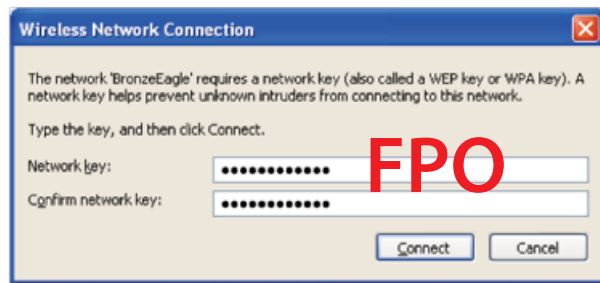 Wireless Network Connection
The network 'BronzeEagle' requires a network key (also called a WEP key or WPA key). A
network key helps prevent unknown intruders from connecting to this network.
Type the key, and then click Connect.
Network key: ••••••••••••
FPO
Confirm network key: ••••••••••••
Connect Cancel